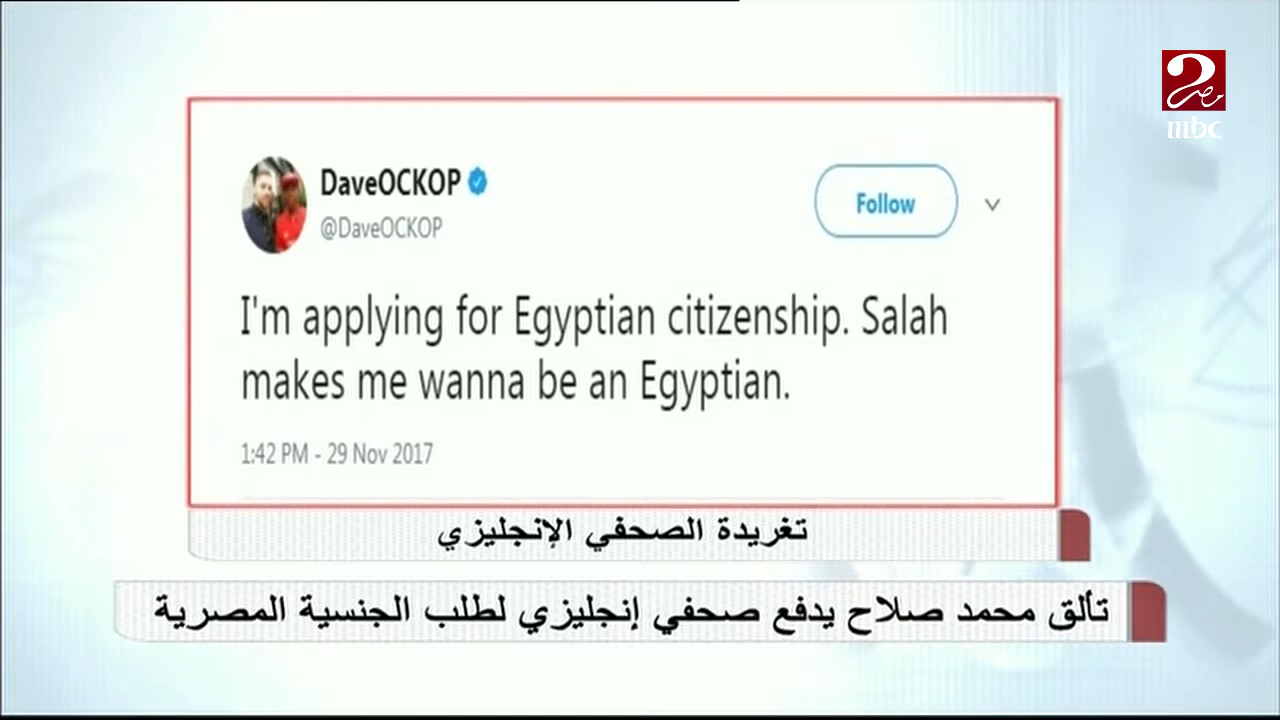 مصر
mbc
DaveOCKOP
@DaveOCKOP
Follow
I'm applying for Egyptian citizenship. Salah
makes me wanna be an Egyptian.
1:42 PM - 29 Nov 2017
تغريدة الصحفي الإنجليزي
تألق محمد صلاح يدفع صحفي إنجليزي لطلب الجنسية المصرية